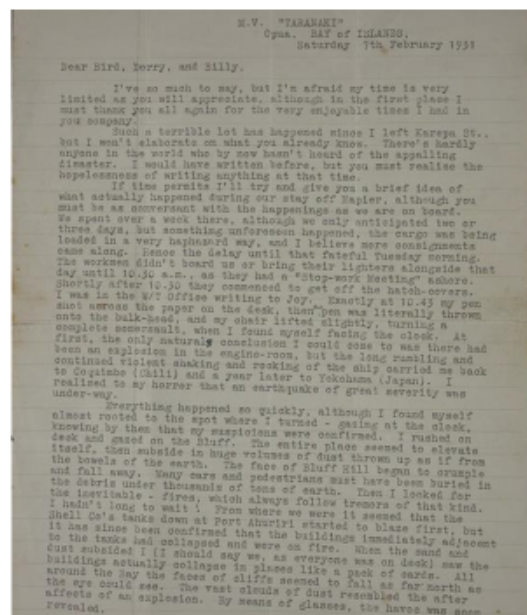 M.V. "TARANAKI"
Opua. BAY of ISLANDS,
Saturday 7th February 1931
Dear Bird, Dorry, and Billy.
I've so much to say, but I'm afraid my time is very
limited as you will appreciate, although in the first place I
must thank you all again for the very enjoyable times I had in
you company.
Such a terrible lot has happened since I left Karepa St.,
but I won't elaborate on what you already know. There's hardly
anyone in the world who by now hasn't heard of the appalling
disaster. I would have written before, but you must realise the
hopelessness of writing anything at that time.
If time permits I'll try and give you a brief idea of
what actually happened during our stay off Napier, although you
must be as conversant with the happenings as we are on board.
We spent over a week there, although we only anticipated two or
three days, but something unforeseen happened, the cargo was being
loaded in a very haphazard way, and I believe more consignments
came along. Hence the delay until that fateful Tuesday morning.
The workmen didn't board us or bring their lighters alongside that
day until 10.30 a.m., as they had a "Stop-work Meeting" ashore.
Shortly after 10.30 they commenced to get off the hatch-covers.
I was in the W/T Office writing to Joy. Exactly at 10.43 my pen
shot across the paper on the desk, then pen was literally thrown
onto the bulk-head, and my chair lifted slightly, turning a
complete somersault, when I found myself facing the clock. At
first, the only natural conclusion I could come to was there had
been an explosion in the engine-room, but the long rumbling and
continued violent shaking and rocking of the ship carried me back
to Coquimbo (Chili) and a year later to Yokohama (Japan). I
realised to my horror that an earthquake of great severity was
under-way.
Everything happened so quickly, although I found myself
almost rooted to the spot where I turned - gazing at the clock,
knowing by then that my suspicions were confirmed. I rushed on
deck and gazed on the Bluff. The entire place seemed to elevate
itself, then subside in huge volumes of dust thrown up as if from
the bowels of the earth. The face of Bluff Hill began to crumple
and fall away. Many cars and pedestrians must have been buried in
the debris under thousands of tons of earth. Then I looked for
the inevitable - fires, which always follow tremors of that kind.
I hadn't long to wait ! From where we were it seemed that the
Shell Co's tanks down at Port Ahuriri started to blaze first, but
it has since been confirmed that the buildings immediately adjacent
to the tanks had collapsed and were on fire. When the sand and
dust subsided I (I should say we, as everyone was on deck) saw the
buildings actually collapse in places like a pack of cards. All
around the Bay the faces of cliffs seemed to fall as far north as
the eye could see. The vast clouds of dust resembled the after
affects of an explosion. By means of glasses, the havoc was soon
revealed.